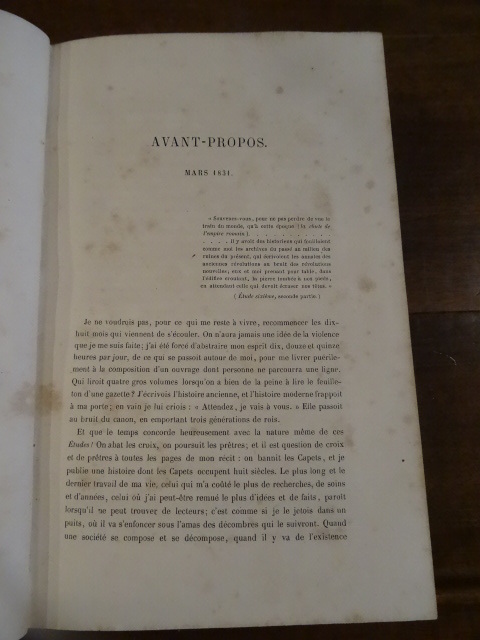 AVANT-PROPOS.
MARS 1831.
« Souvenez-vous, pour ne pas perdre de vue le
train du monde, qu'à cette époque (la chute de
l'empire romain) . . . . . . . . . .
. . . . Il y avoit des historiens qui fouilloient
comme moi les archives du passé au milieu des
ruines du présent, qui écrivoient les annales des
anciennes révolutions au bruit des révolutions
nouvelles; eux et moi prenant pour table, dans
l'édifice croulant, la pierre tombée à nos pieds,
en attendant celle qui devoit écraser nos têtes. »
( Étude sixième, seconde partie )
Je ne voudrois pas, pour ce qui me reste à vivre, recommencer les dix-
huit mois qui viennent de s'écouler. On n'aura jamais une idée de la violence
que je me suis faite; j'ai été forcé d'abstraire mon esprit dix, douze et quinze
heures par jour, de ce qui se passoit autour de moi, pour me livrer puérile-
ment à la composition d'un ouvrage dont personne ne parcourra une ligne.
Qui liroit quatre gros volumes lorsqu'on a bien de la peine à lire le feuille-
ton d'une gazette? J'écrivois l'histoire ancienne, et l'histoire moderne frappoit
à ma porte; en vain je lui criois : « Attendez, je vais à vous. » Elle passoit
au bruit du canon, en emportant trois générations de rois.
Et que le temps concorde heureusement avec la nature même de ces
Études! On abat les croix, on poursuit les prêtres; et il est question de croix
et de prêtres à toutes les pages de mon récit : on bannit les Capets, et je
publie une histoire dont les Capets occupent huit siècles. Le plus long et le
dernier travail de ma vie, celui qui m'a coûté le plus de recherches, de soins
et d'années, celui où j'ai peut-être remué le plus d'idées et de faits, paroît
lorsqu'il ne peut trouver de lecteurs; c'est comme si je le jetois dans un
puits, où il va s'enfoncer sous l'amas des décombres qui le suivront. Quand
une société se compose et se décompose, quand il y va de l'existence